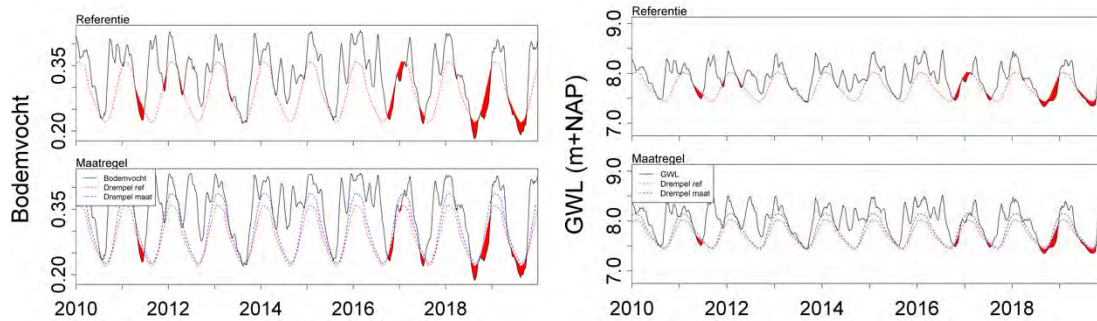 Referentie
0.35
0.20
Bodemvocht
Maatregel
Bodemvocht
Drempel ref
Drempel maat
0.35
0.20
2010 2012 2014 2016 2018
Referentie
9.0
8.0
7.0
GWL (m+NAP)
Maatregel
GWL
Drempel ref
Drempel maat
9.0
8.0
7.0
2010 2012 2014 2016 2018